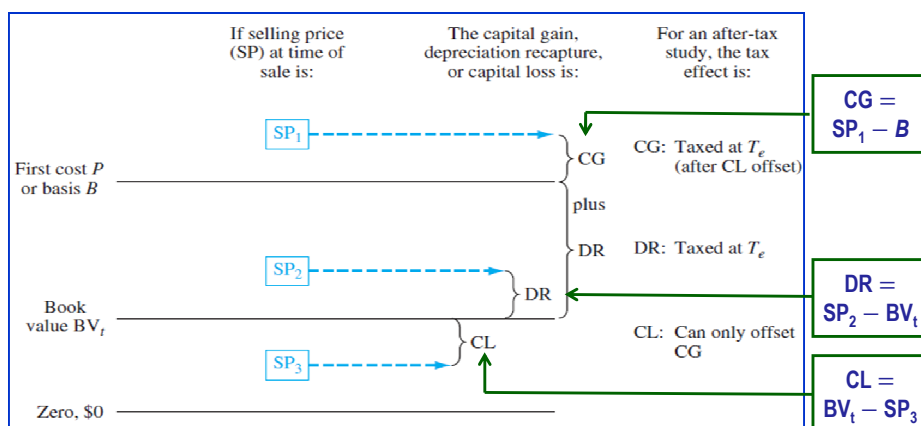 If selling price
(SP) at time of
sale is:
The capital gain,
depreciation recapture,
or capital loss is:
For an after-tax
study, the tax
effect is:
SP1
CG
CG: Taxed at Te
(after CL offset)
CG =
SP1 – B
First cost P
or basis B
plus
DR
DR: Taxed at Te
SP2
DR
DR =
SP2 – BVt
Book
value BVt
CL
CL: Can only offset
CG
SP3
CL =
BVt – SP3
Zero, $0